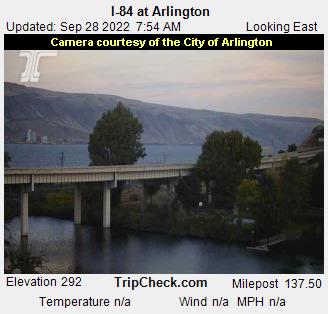 I-84 at Arlington
Updated: Sep 28 2022 7:54 AM Looking East
Camera courtesy of the City of Arlington
Elevation 292 TripCheck.com Milepost 137.50
Temperature n/a Wind n/a MPH n/a